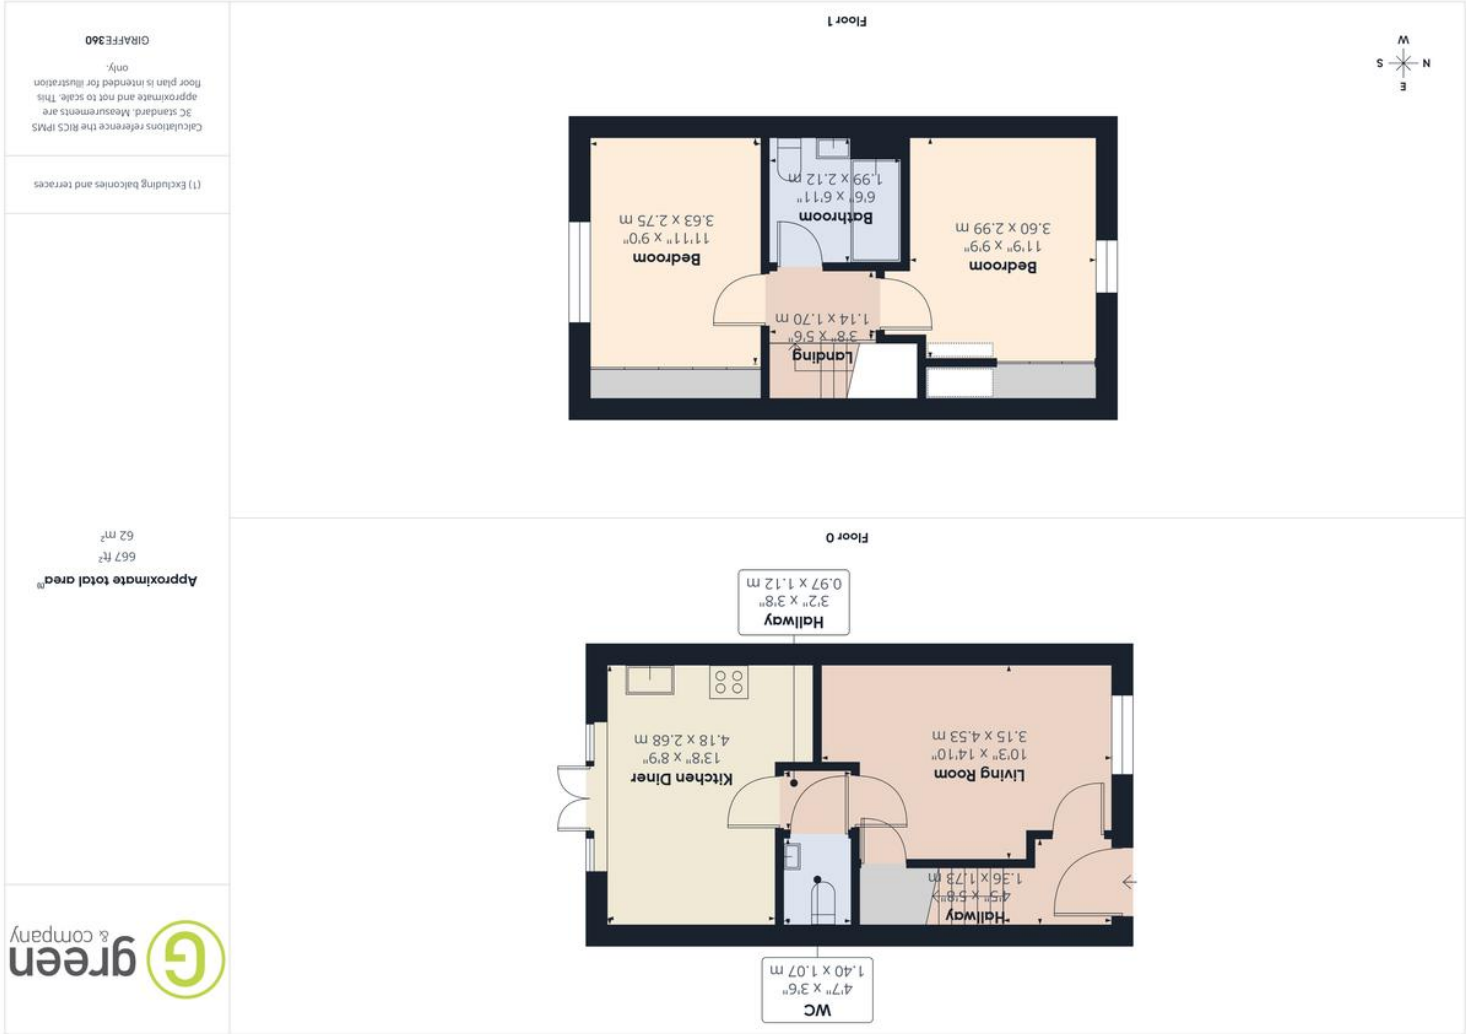 WC
4'7" x 3'6"
1.40 x 1.07 m
Hallway
4'5" x 5'8"
1.36 x 1.73 m
Living Room
10'3" x 14'10"
3.15 x 4.53 m
Kitchen Diner
13'8" x 8'9"
4.18 x 2.68 m
Hallway
3'2" x 3'8"
0.97 x 1.12 m
Floor 0
Landing
3'8" x 5'6"
1.14 x 1.70 m
Bedroom
11'9" x 9'9"
3.60 x 2.99 m
Bathroom
6'6" x 6'11"
1.99 x 2.12 m
Bedroom
11'11" x 9'0"
3.63 x 2.75 m
E
N S
W
Floor 1
G green
& company
Approximate total area(1)
667 ft²
62 m²
(1) Excluding balconies and terraces
Calculations reference the RICS IPMS
3C standard. Measurements are
approximate and not to scale. This
floor plan is intended for illustration
only.
GIRAFFE360